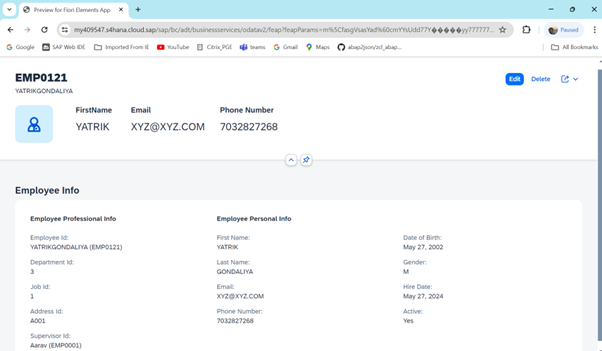 Preview for Fiori Elements App
my409547.s4hana.cloud.sap/sap/bc/adt/businessservices/odatav2/feap?feapParams=
Paused
Google SAP Web IDE Imported From IE YouTube Citrix_PGE teams Gmail Maps abap2json/zcl_abap... All Bookmarks
EMP0121
YATRIKGONDALIYA
Edit Delete
FirstName Email Phone Number
YATRIK XYZ@XYZ.COM 7032827268
Employee Info
Employee Professional Info Employee Personal Info
Employee Id: First Name: Date of Birth:
YATRIKGONDALIYA (EMP0121) YATRIK May 27, 2002
Department Id: Last Name: Gender:
3 GONDALIYA M
Job Id: Email: Hire Date:
1 XYZ@XYZ.COM May 27, 2024
Address Id: Phone Number: Active:
A001 7032827268 Yes
Supervisor Id:
Aarav (EMP0001)